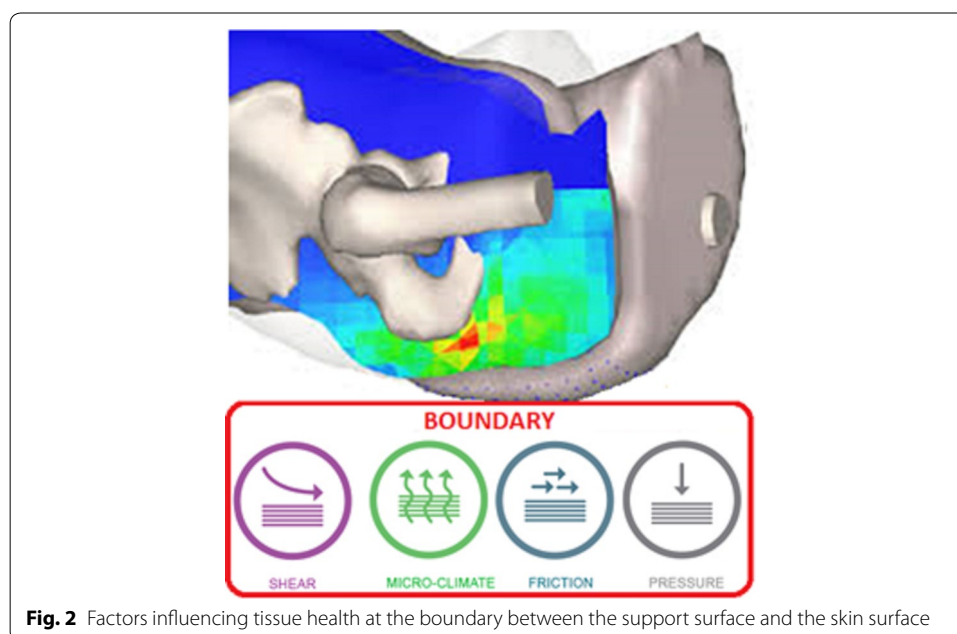 BOUNDARY
SHEAR MICRO-CLIMATE FRICTION PRESSURE
Fig. 2 Factors influencing tissue health at the boundary between the support surface and the skin surface